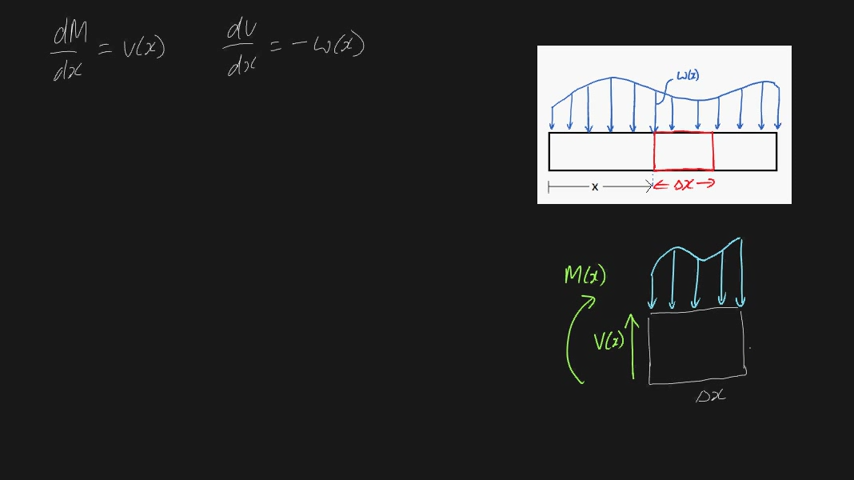 dM/dx = V(x)    dV/dx = -ω(x)
ω(x)
x
Δx
M(x)
V(x)
Δx